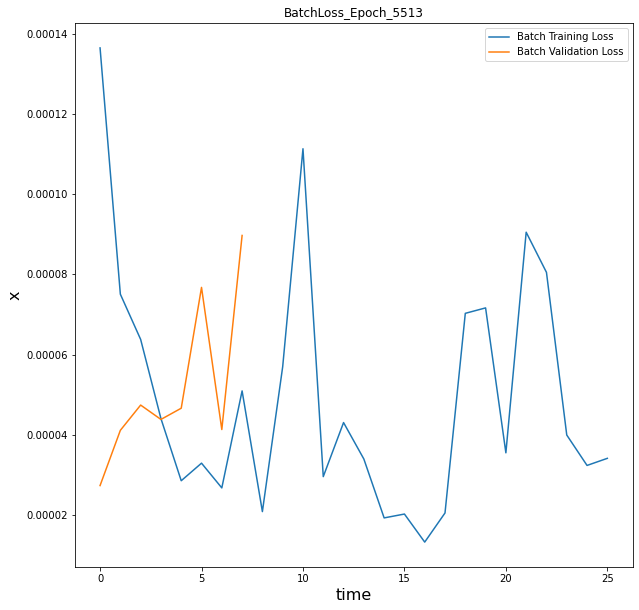 BatchLoss_Epoch_5513
Batch Training Loss
Batch Validation Loss
0.00014
0.00012
0.00010
0.00008
0.00006
0.00004
0.00002
x
0 5 10 15 20 25
time